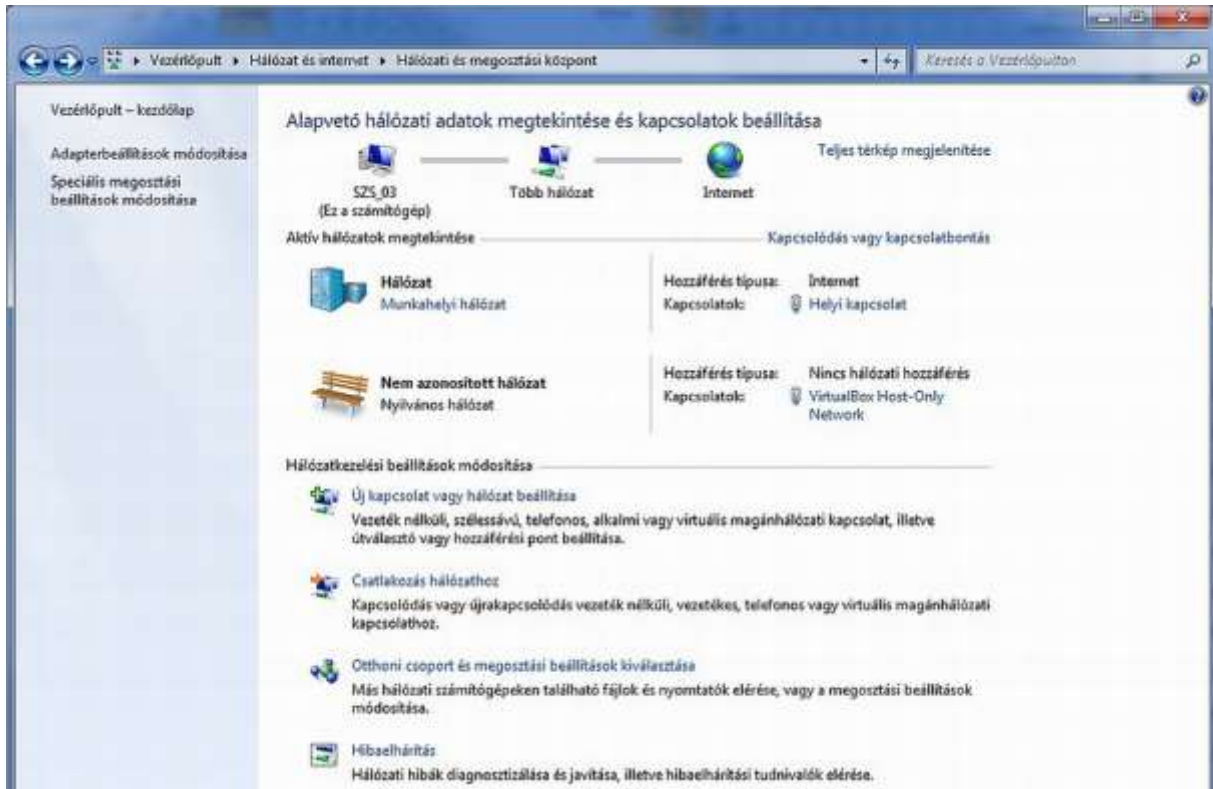 Vezérlőpult ▸ Hálózat és internet ▸ Hálózati és megosztási központ
Keresés a Vezérlőpulton
Vezérlőpult – kezdőlap
Adapterbeállítások módosítása
Speciális megosztási
beállítások módosítása
Alapvető hálózati adatok megtekintése és kapcsolatok beállítása
Teljes térkép megjelenítése
SZS_03
(Ez a számítógép)
Több hálózat
Internet
Aktív hálózatok megtekintése
Kapcsolódás vagy kapcsolatbontás
Hálózat
Munkahelyi hálózat
Hozzáférés típusa: Internet
Kapcsolatok: Helyi kapcsolat
Nem azonosított hálózat
Nyilvános hálózat
Hozzáférés típusa: Nincs hálózati hozzáférés
Kapcsolatok: VirtualBox Host-Only
Network
Hálózatkezelési beállítások módosítása
Új kapcsolat vagy hálózat beállítása
Vezeték nélküli, szélessávú, telefonos, alkalmi vagy virtuális magánhálózati kapcsolat, illetve
útválasztó vagy hozzáférési pont beállítása.
Csatlakozás hálózathoz
Kapcsolódás vagy újrakapcsolódás vezeték nélküli, vezetékes, telefonos vagy virtuális magánhálózati
kapcsolathoz.
Otthoni csoport és megosztási beállítások kiválasztása
Más hálózati számítógépeken található fájlok és nyomtatók elérése, vagy a megosztási beállítások
módosítása.
Hibaelhárítás
Hálózati hibák diagnosztizálása és javítása, illetve hibaelhárítási tudnivalók elérése.